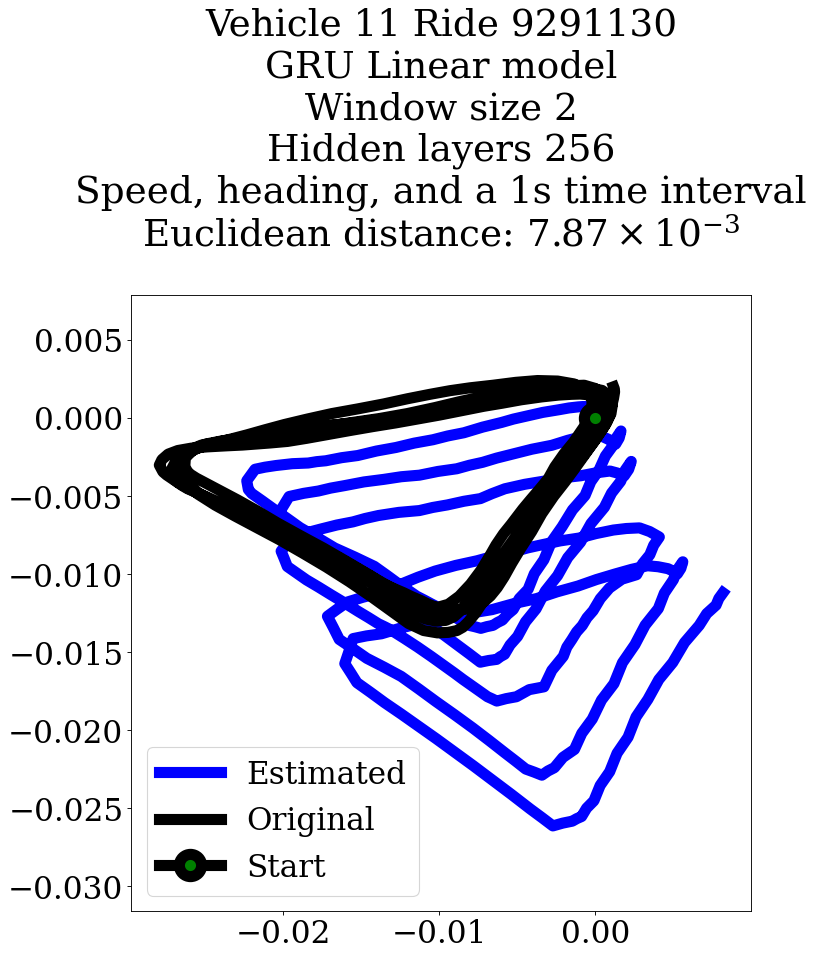 Vehicle 11 Ride 9291130
GRU Linear model
Window size 2
Hidden layers 256
Speed, heading, and a 1s time interval
Euclidean distance: 7.87 × 10⁻³
0.005
0.000
−0.005
−0.010
−0.015
−0.020
−0.025
−0.030
Estimated
Original
Start
−0.02 −0.01 0.00